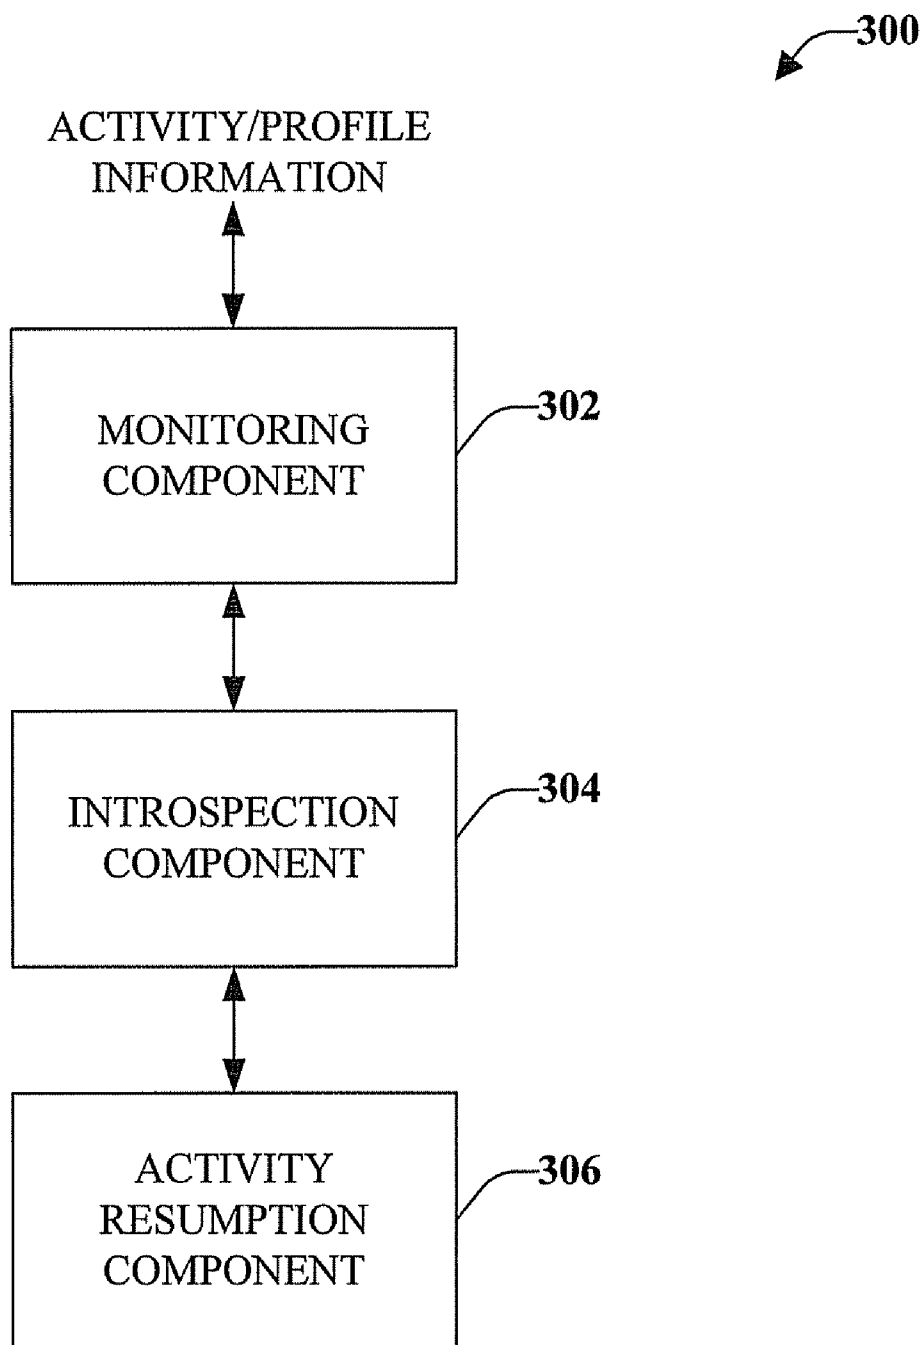 300
ACTIVITY/PROFILE
INFORMATION
MONITORING
COMPONENT
302
INTROSPECTION
COMPONENT
304
ACTIVITY
RESUMPTION
COMPONENT
306